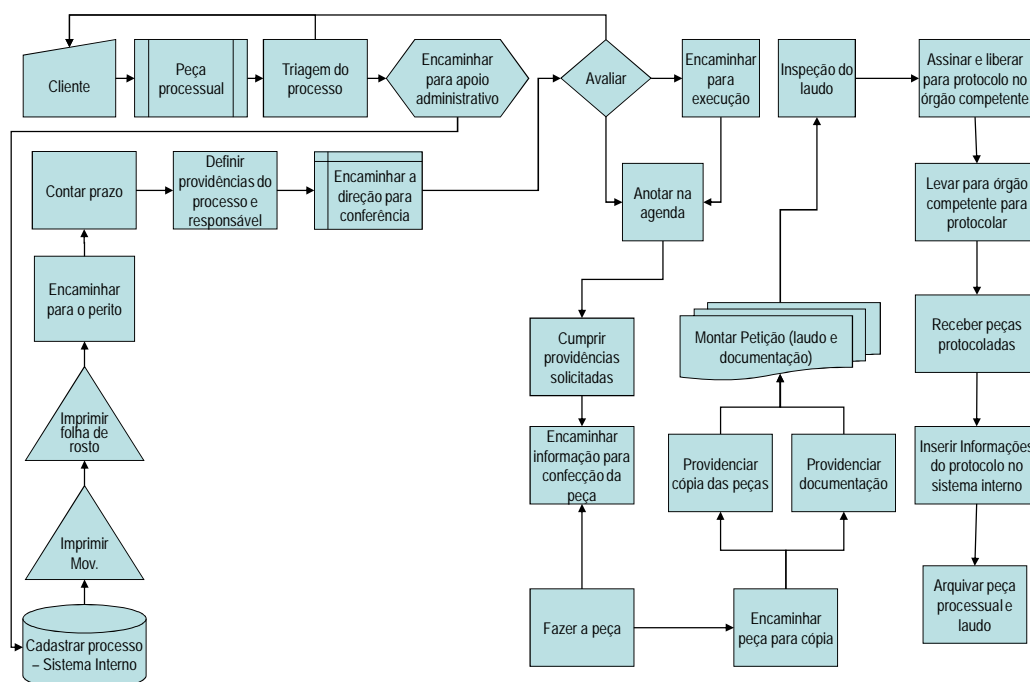 Cliente
Peça
processual
Triagem do
processo
Encaminhar
para apoio
administrativo
Avaliar
Encaminhar
para
execução
Inspeção do
laudo
Assinar e liberar
para protocolo no
órgão competente
Contar prazo
Definir
providências do
processo e
responsável
Encaminhar a
direção para
conferência
Anotar na
agenda
Levar para órgão
competente para
protocolar
Encaminhar
para o perito
Cumprir
providências
solicitadas
Montar Petição (laudo e
documentação)
Receber peças
protocoladas
Imprimir
folha de
rosto
Encaminhar
informação para
confecção da
peça
Providenciar
cópia das peças
Providenciar
documentação
Inserir Informações
do protocolo no
sistema interno
Imprimir
Mov.
Fazer a peça
Encaminhar
peça para cópia
Arquivar peça
processual e
laudo
Cadastrar processo
– Sistema Interno